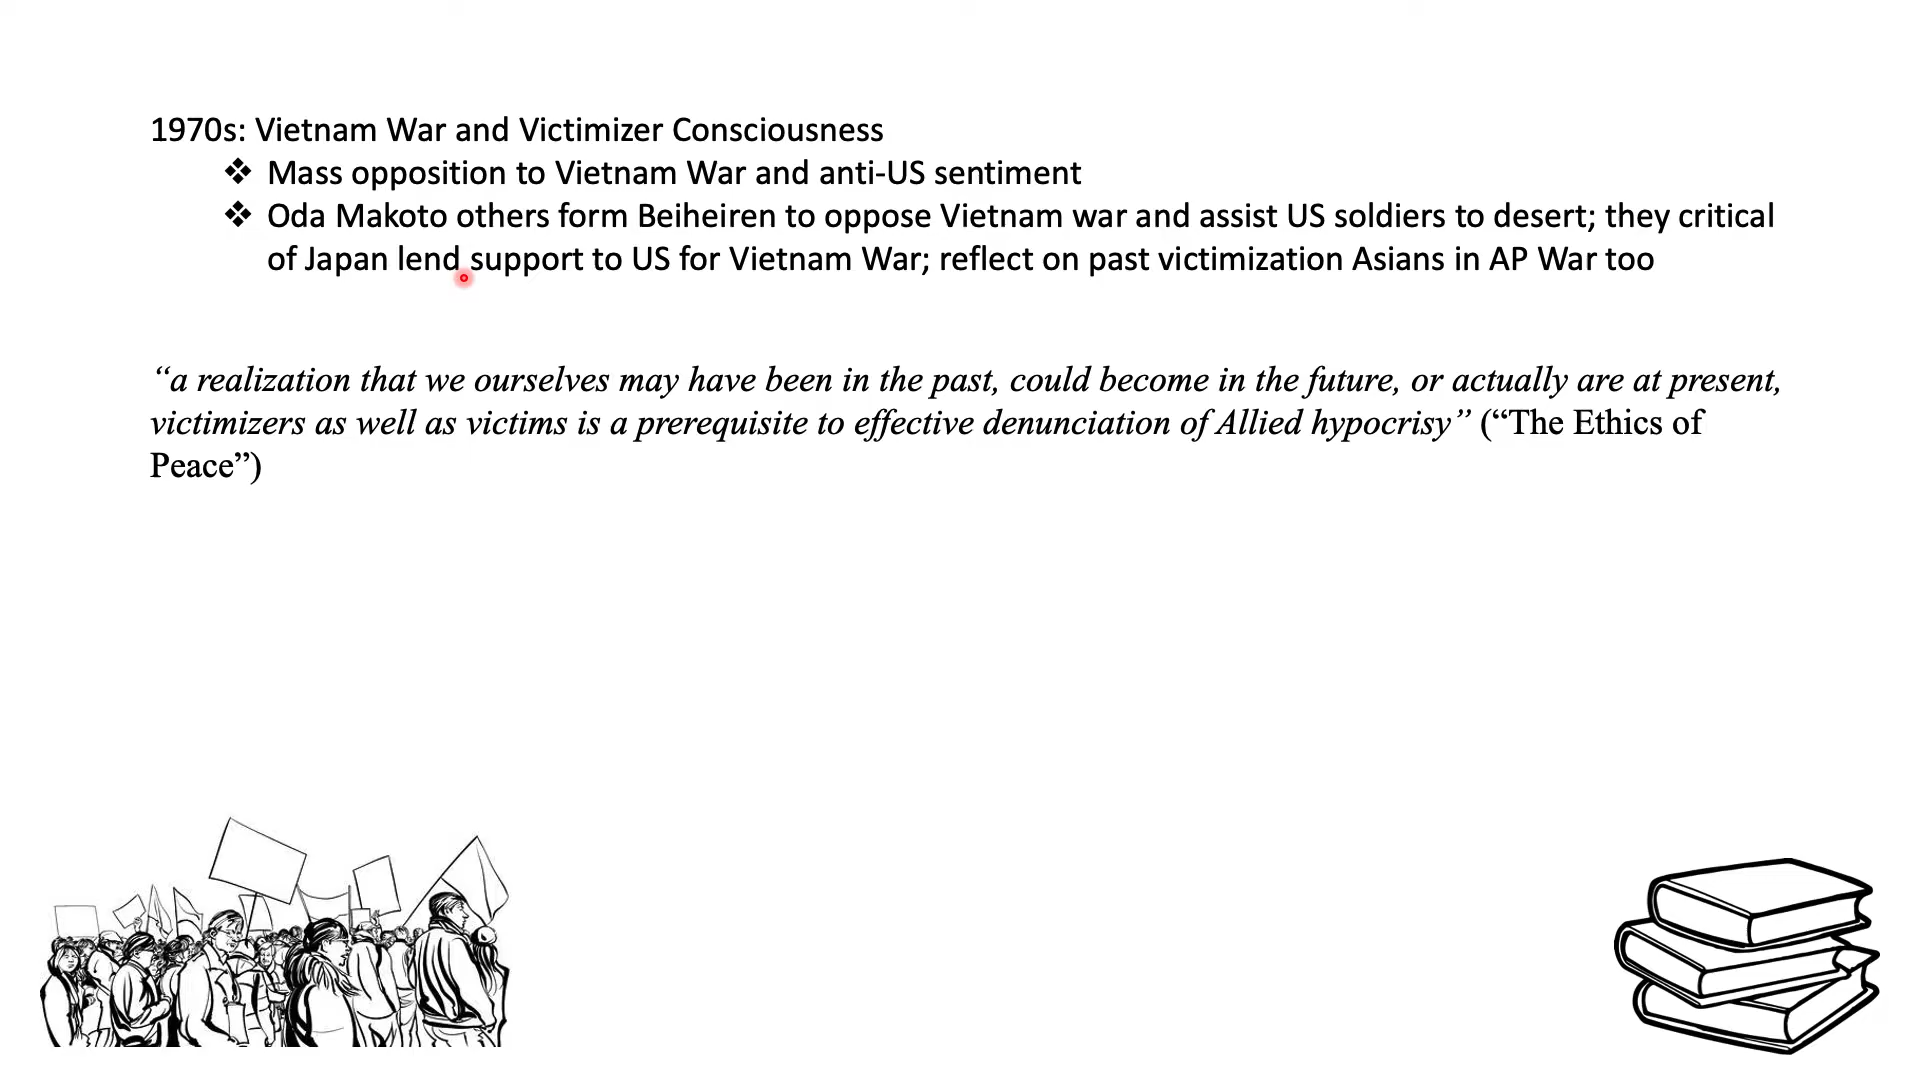 1970s: Vietnam War and Victimizer Consciousness
❖ Mass opposition to Vietnam War and anti-US sentiment
❖ Oda Makoto others form Beiheiren to oppose Vietnam war and assist US soldiers to desert; they critical
of Japan lend support to US for Vietnam War; reflect on past victimization Asians in AP War too
“a realization that we ourselves may have been in the past, could become in the future, or actually are at present,
victimizers as well as victims is a prerequisite to effective denunciation of Allied hypocrisy” (“The Ethics of
Peace”)